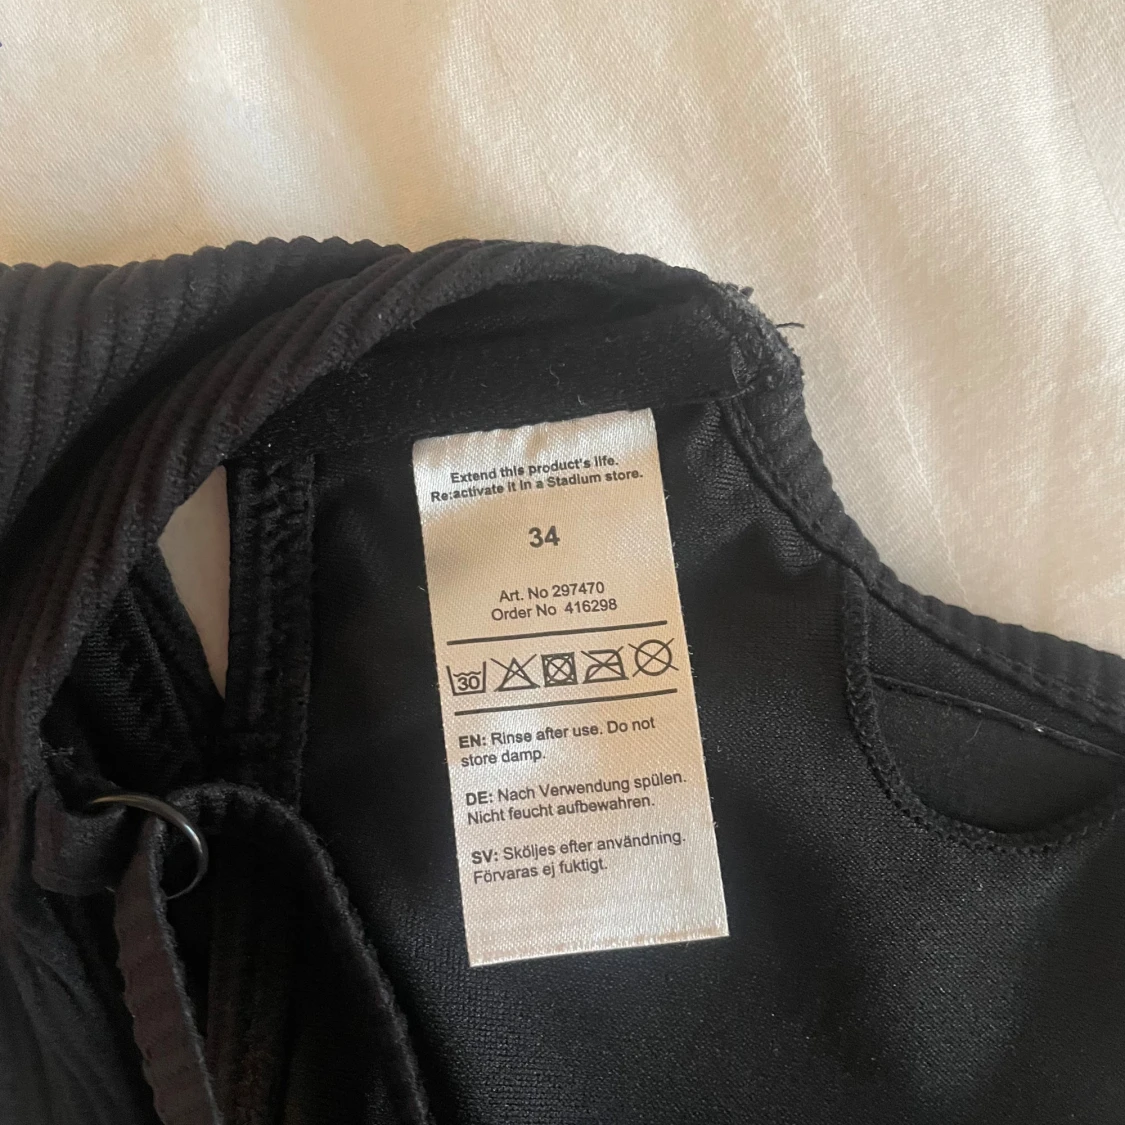 Extend this product's life.
Re:activate it in a Stadium store.
34
Art. No 297470
Order No 416298
30
EN: Rinse after use. Do not
store damp.
DE: Nach Verwendung spülen.
Nicht feucht aufbewahren.
SV: Sköljes efter användning.
Förvaras ej fuktigt.